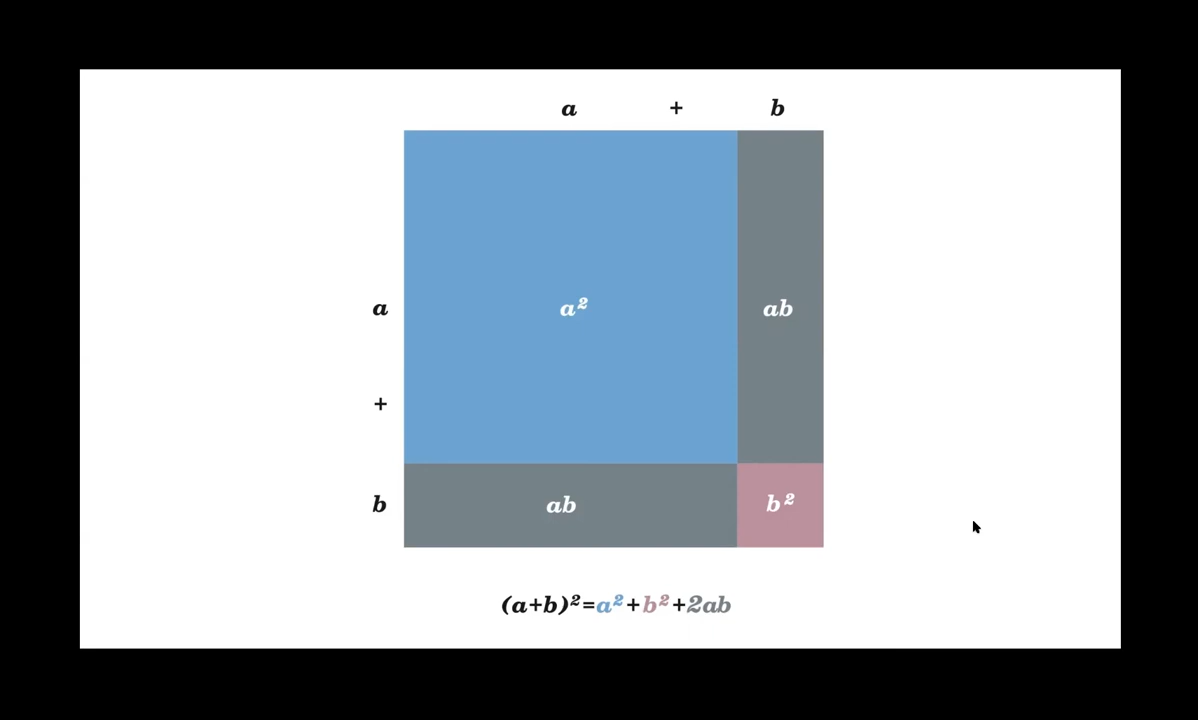 a + b
a
a²
ab
+
b
ab
b²
(a+b)²=a²+b²+2ab